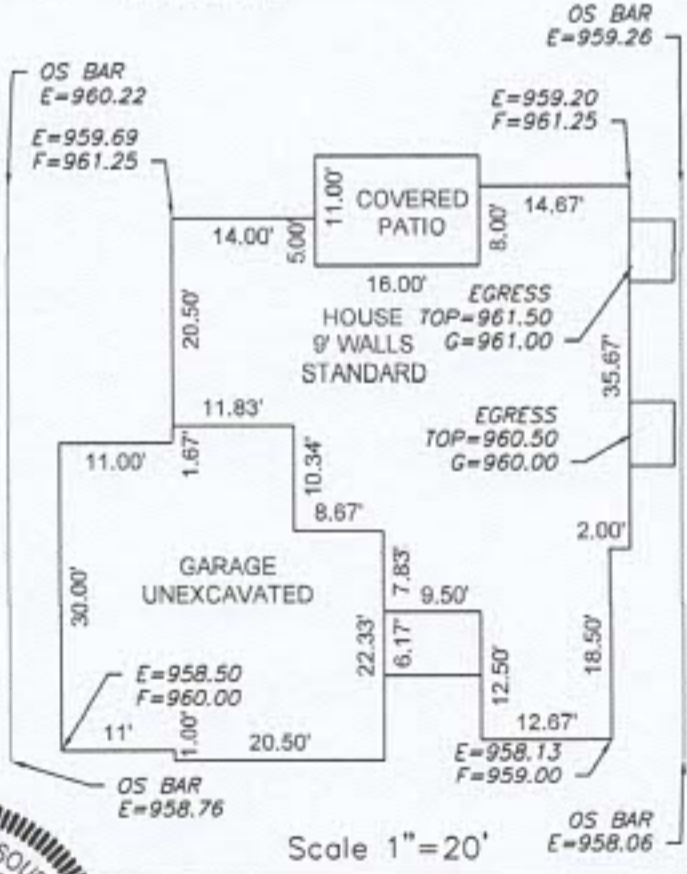 OS BAR
E=959.26
OS BAR
E=960.22
E=959.20
F=961.25
E=959.69
F=961.25
11.00'
COVERED
PATIO
14.67'
14.00'
5.00'
8.00'
16.00'
EGRESS
TOP=961.50
G=961.00
HOUSE
9' WALLS
STANDARD
20.50'
35.67'
11.83'
EGRESS
TOP=960.50
G=960.00
11.00'
1.67'
10.34'
8.67'
2.00'
GARAGE
UNEXCAVATED
30.00'
7.83'
9.50'
22.33'
6.17'
12.50'
18.50'
E=958.50
F=960.00
11'
1.00'
20.50'
12.67'
E=958.13
F=959.00
OS BAR
E=958.76
OS BAR
E=958.06
Scale 1"=20'